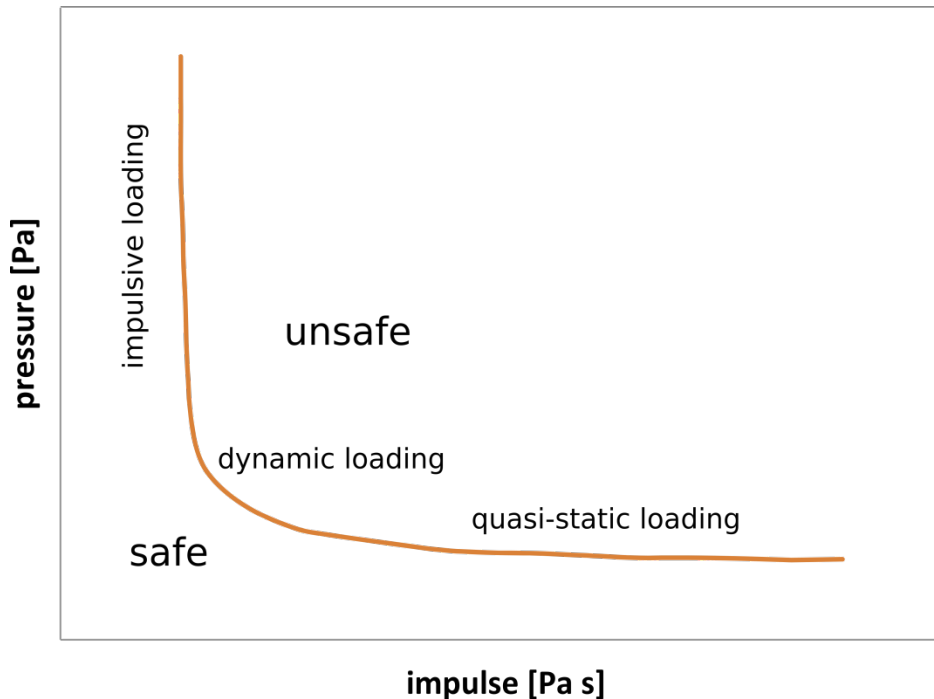 pressure [Pa]
impulsive loading
unsafe
dynamic loading
quasi-static loading
safe
impulse [Pa s]